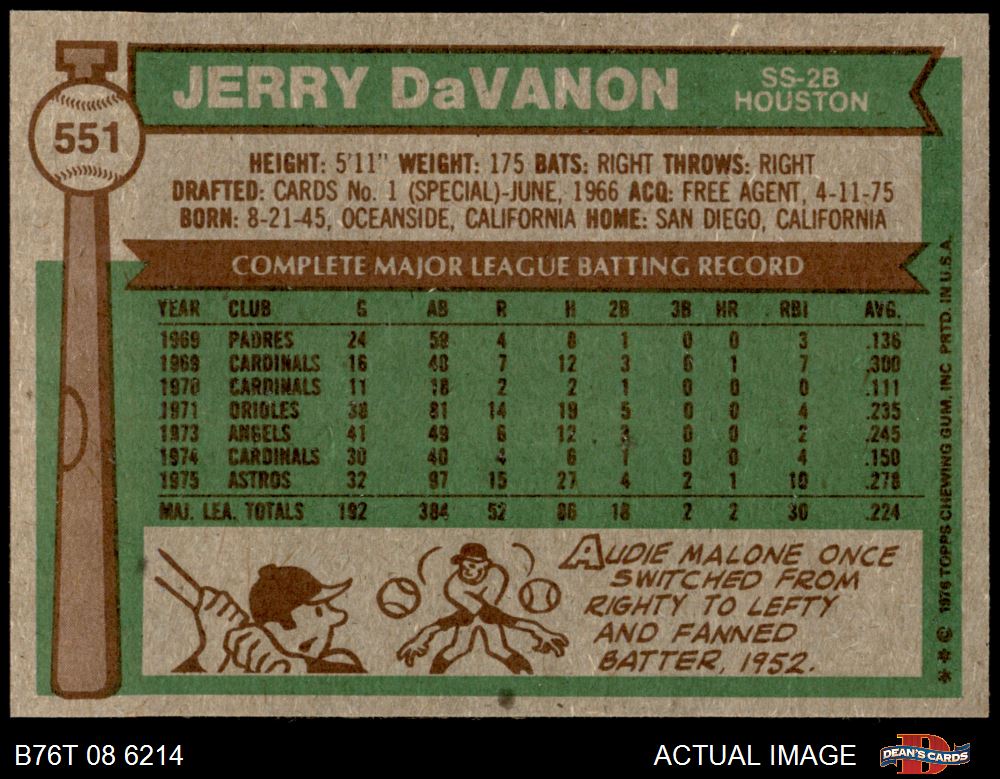 551
JERRY DaVANON
SS-2B
HOUSTON
HEIGHT: 5'11" WEIGHT: 175 BATS: RIGHT THROWS: RIGHT
DRAFTED: CARDS No. 1 (SPECIAL)-JUNE, 1966 ACQ: FREE AGENT, 4-11-75
BORN: 8-21-45, OCEANSIDE, CALIFORNIA HOME: SAN DIEGO, CALIFORNIA
COMPLETE MAJOR LEAGUE BATTING RECORD
YEAR CLUB G AB R H 2B 3B HR RBI AVG.
1969 PADRES 24 59 4 8 1 0 0 3 .136
1969 CARDINALS 16 40 7 12 3 0 1 7 .300
1970 CARDINALS 11 18 2 2 1 0 0 0 .111
1971 ORIOLES 38 81 14 19 5 0 0 4 .235
1973 ANGELS 41 49 6 12 3 0 0 2 .245
1974 CARDINALS 30 40 4 6 1 0 0 4 .150
1975 ASTROS 32 97 15 27 4 2 1 10 .278
MAJ. LEA. TOTALS 192 384 52 86 18 2 2 30 .224
AUDIE MALONE ONCE
SWITCHED FROM
RIGHTY TO LEFTY
AND FANNED
BATTER, 1952.
** © 1976 TOPPS CHEWING GUM, INC. PRTD. IN U.S.A.
B76T 08 6214
ACTUAL IMAGE
DEAN'S CARDS